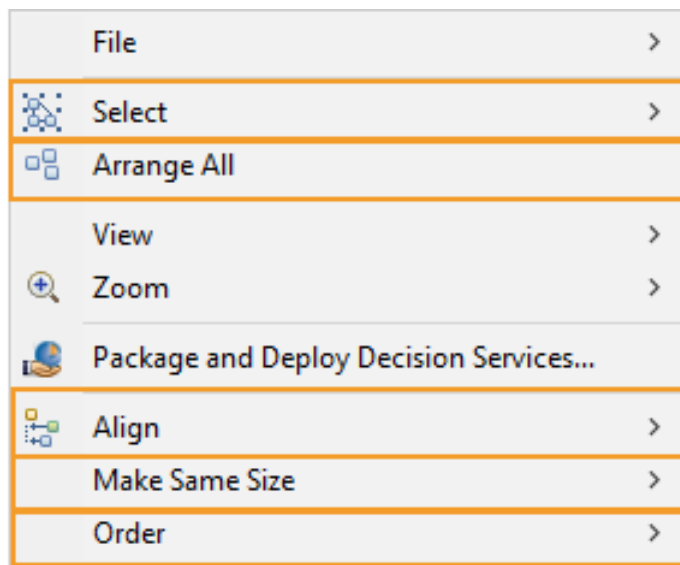 File
Select
Arrange All
View
Zoom
Package and Deploy Decision Services...
Align
Make Same Size
Order